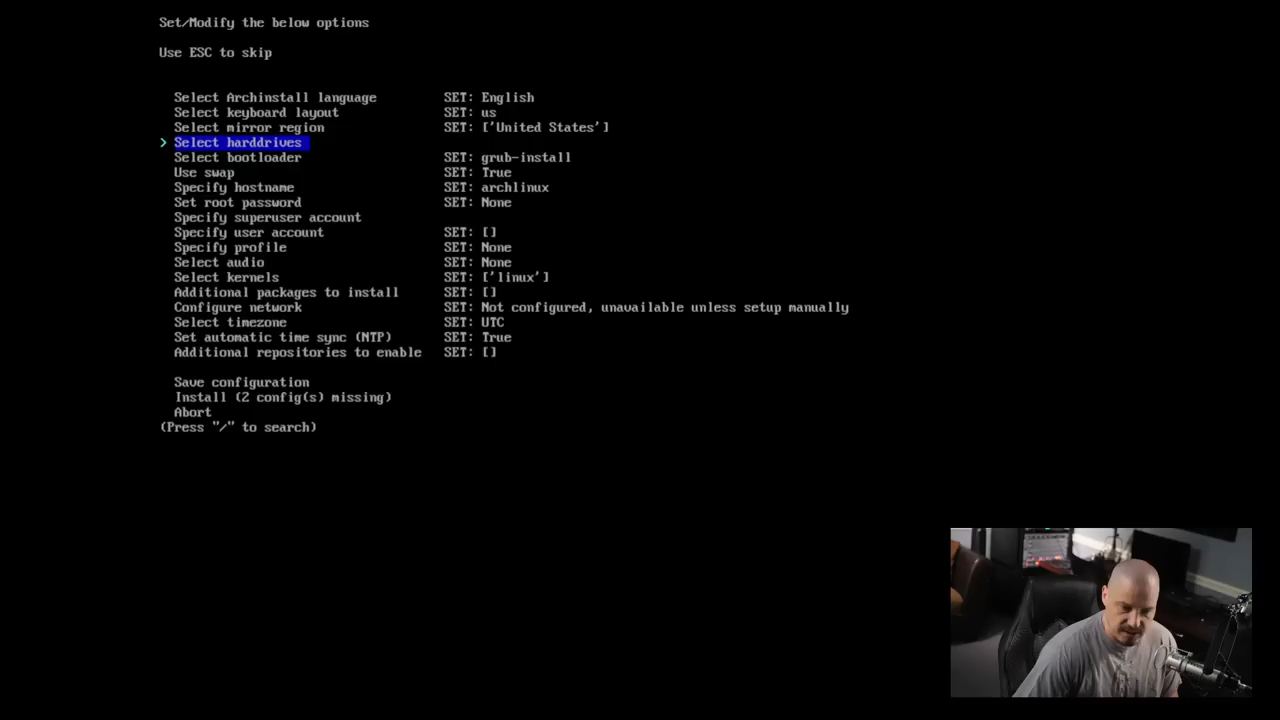 Set/Modify the below options
Use ESC to skip
Select Archinstall language SET: English
Select keyboard layout SET: us
Select mirror region SET: ['United States']
> Select harddrives
Select bootloader SET: grub-install
Use swap SET: True
Specify hostname SET: archlinux
Set root password SET: None
Specify superuser account
Specify user account SET: []
Specify profile SET: None
Select audio SET: None
Select kernels SET: ['linux']
Additional packages to install SET: []
Configure network SET: Not configured, unavailable unless setup manually
Select timezone SET: UTC
Set automatic time sync (NTP) SET: True
Additional repositories to enable SET: []
Save configuration
Install (2 config(s) missing)
Abort
(Press "/" to search)